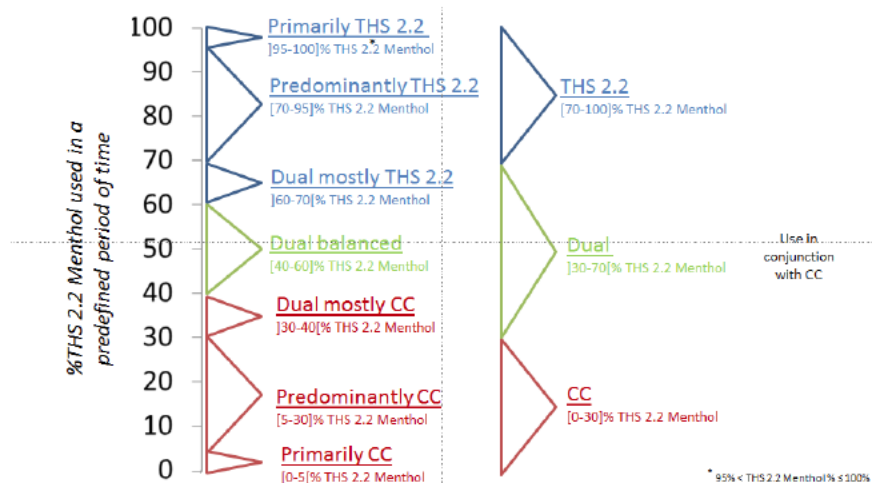 %THS 2.2 Menthol used in a
predefined period of time
100
90
80
70
60
50
40
30
20
10
0
Primarily THS 2.2
]95-100]% THS 2.2 Menthol
*
Predominantly THS 2.2
[70-95]% THS 2.2 Menthol
Dual mostly THS 2.2
]60-70[% THS 2.2 Menthol
Dual balanced
[40-60]% THS 2.2 Menthol
Dual mostly CC
]30-40[% THS 2.2 Menthol
Predominantly CC
[5-30]% THS 2.2 Menthol
Primarily CC
[0-5[% THS 2.2 Menthol
THS 2.2
[70-100]% THS 2.2 Menthol
Dual
]30-70[% THS 2.2 Menthol
CC
[0-30]% THS 2.2 Menthol
Use in
conjunction
with CC
* 95% < THS 2.2 Menthol% ≤ 100%